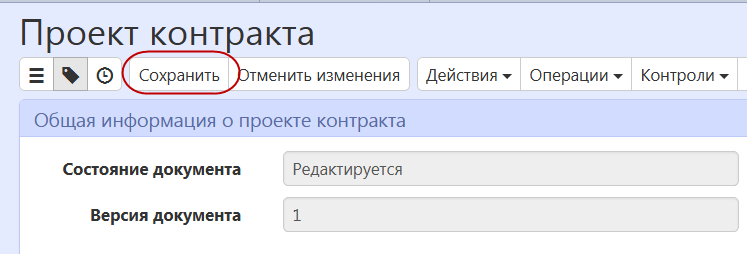 Проект контракта
Сохранить Отменить изменения Действия Операции Контроли
Общая информация о проекте контракта
Состояние документа Редактируется
Версия документа 1